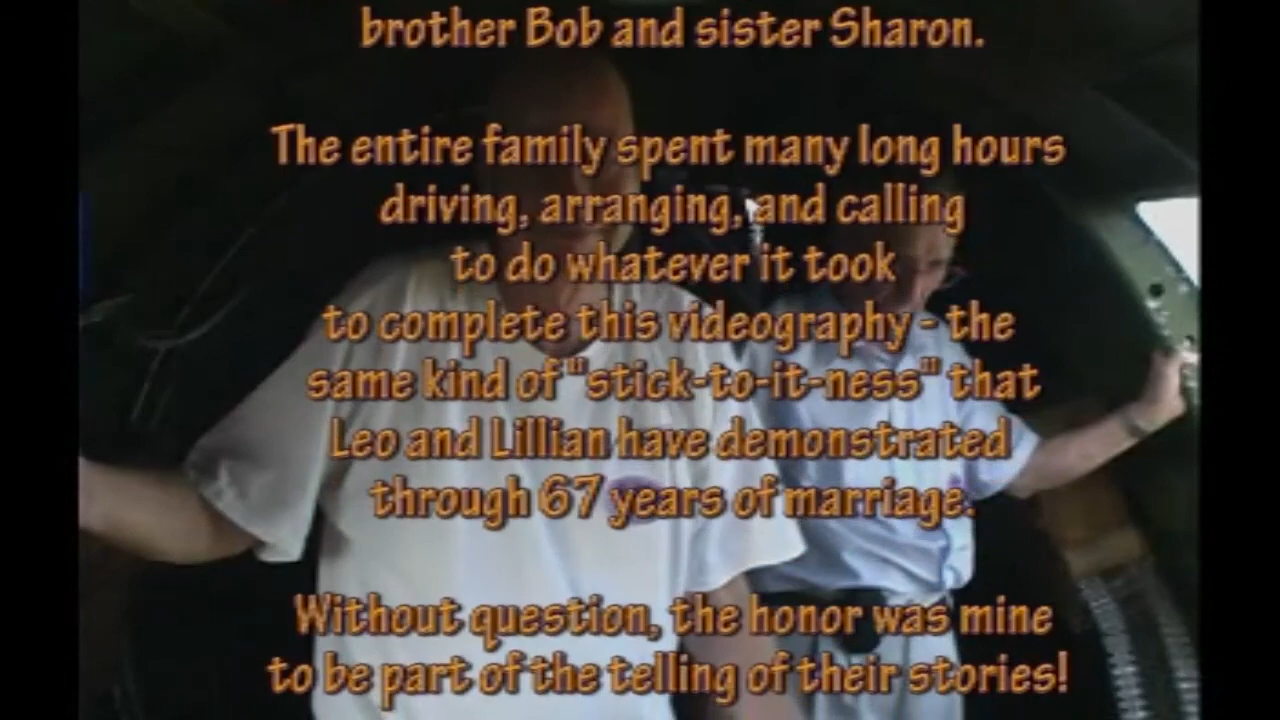 brother Bob and sister Sharon.
The entire family spent many long hours
driving, arranging, and calling
to do whatever it took
to complete this videography - the
same kind of "stick-to-it-ness" that
Leo and Lillian have demonstrated
through 67 years of marriage.
Without question, the honor was mine
to be part of the telling of their stories!